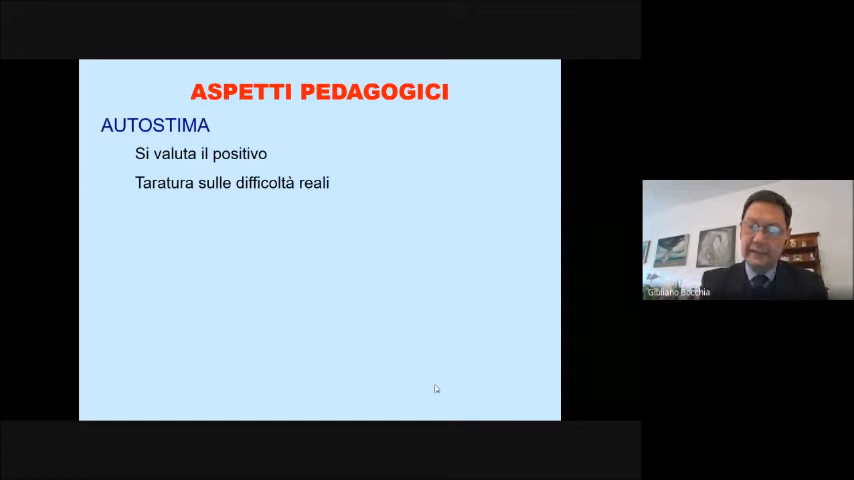 ASPETTI PEDAGOGICI
AUTOSTIMA
Si valuta il positivo
Taratura sulle difficoltà reali
Giuliano Bocchia